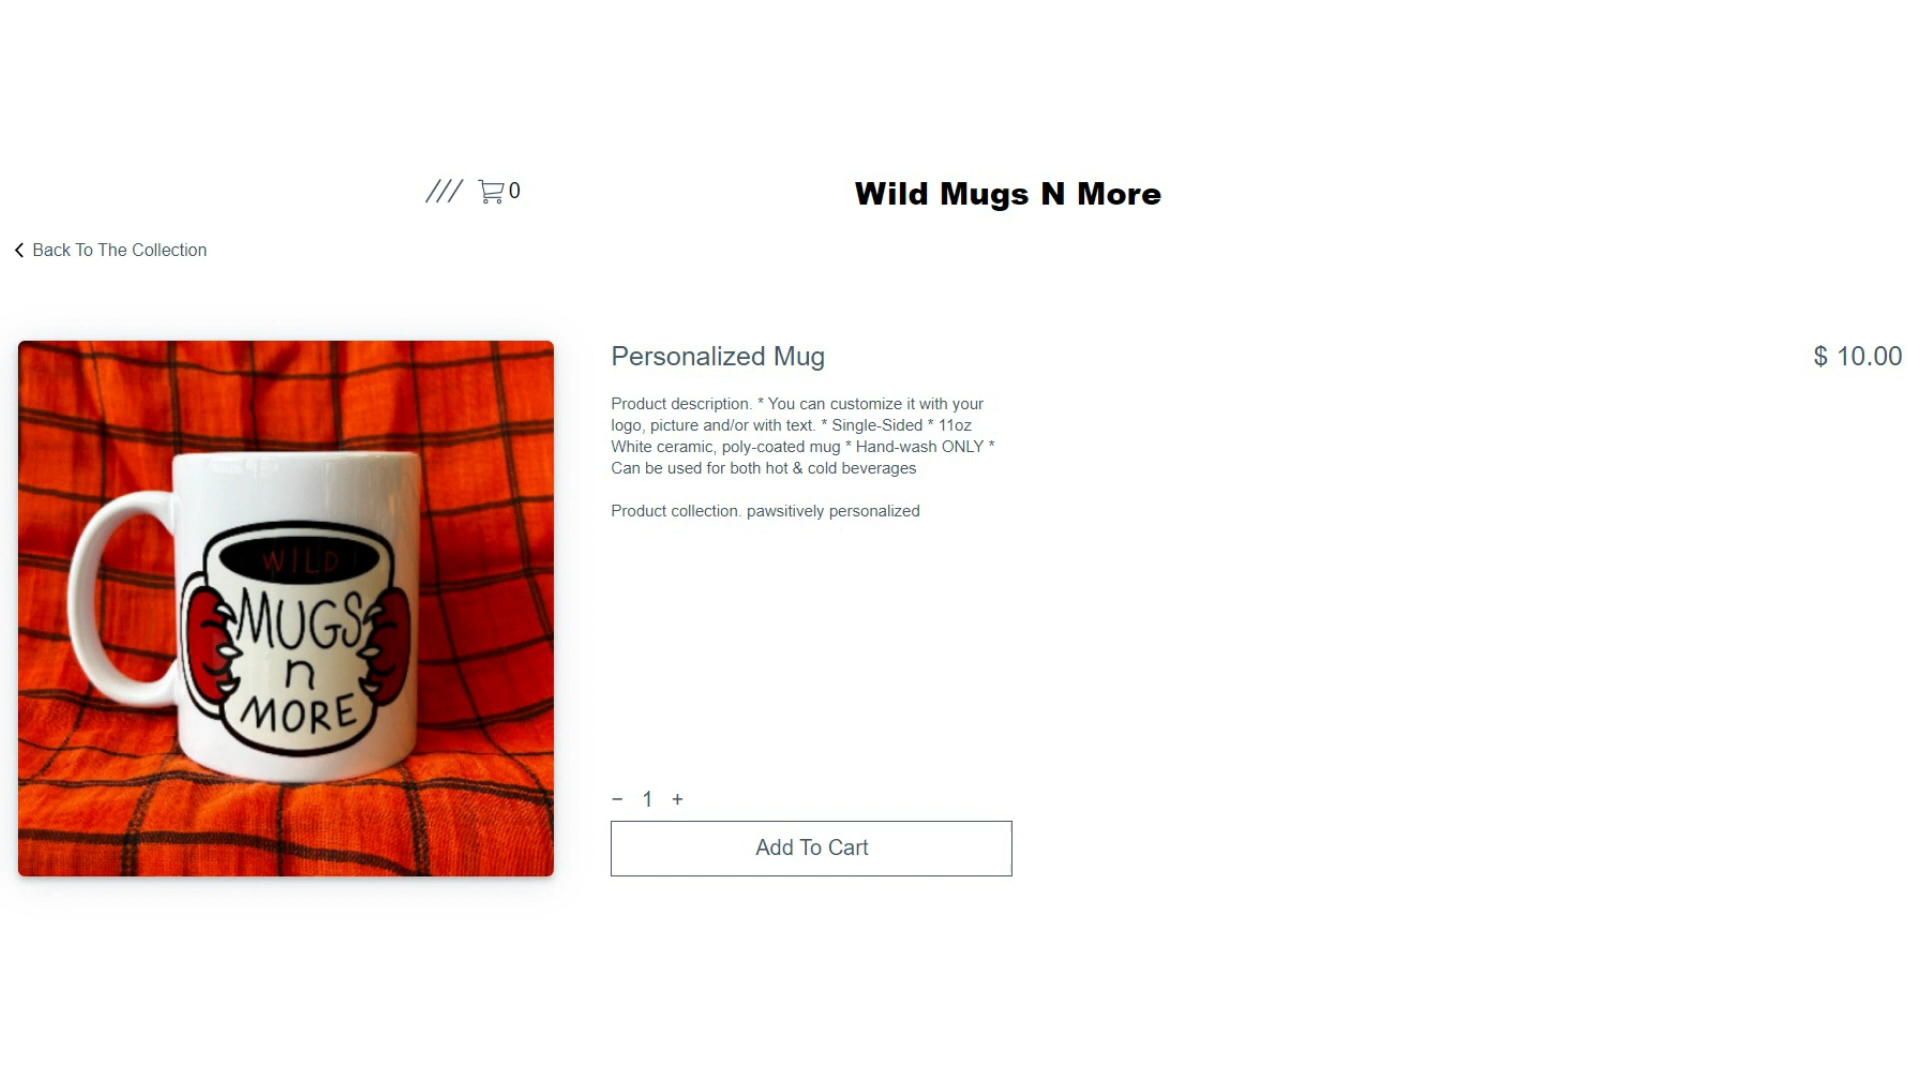 0
Wild Mugs N More
Back To The Collection
Personalized Mug
$ 10.00
Product description. * You can customize it with your
logo, picture and/or with text. * Single-Sided * 11oz
White ceramic, poly-coated mug * Hand-wash ONLY *
Can be used for both hot & cold beverages
Product collection. pawsitively personalized
WILD
MUGS
n
MORE
− 1 +
Add To Cart